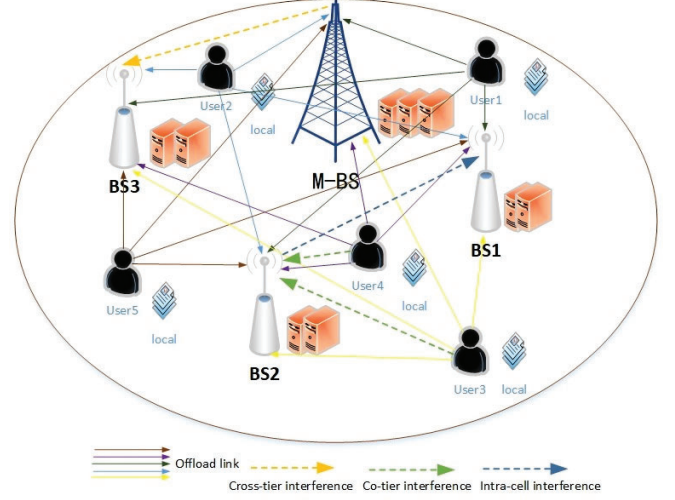 User2
local
User1
local
M-BS
BS3
BS1
User4
local
User5
local
BS2
User3
local
Offload link
Cross-tier interference
Co-tier interference
Intra-cell interference